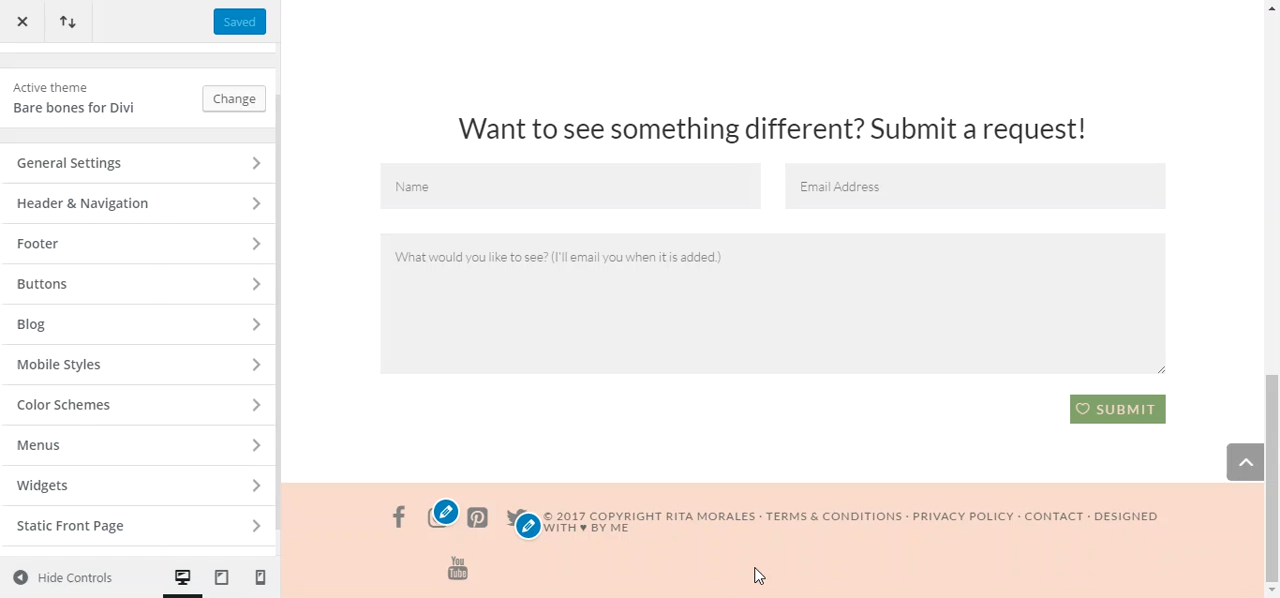 Saved
Active theme
Bare bones for Divi
Change
General Settings
Header & Navigation
Footer
Buttons
Blog
Mobile Styles
Color Schemes
Menus
Widgets
Static Front Page
Hide Controls
Want to see something different? Submit a request!
Name
Email Address
What would you like to see? (I'll email you when it is added.)
SUBMIT
© 2017 COPYRIGHT RITA MORALES · TERMS & CONDITIONS · PRIVACY POLICY · CONTACT · DESIGNED
WITH ♥ BY ME
You
Tube